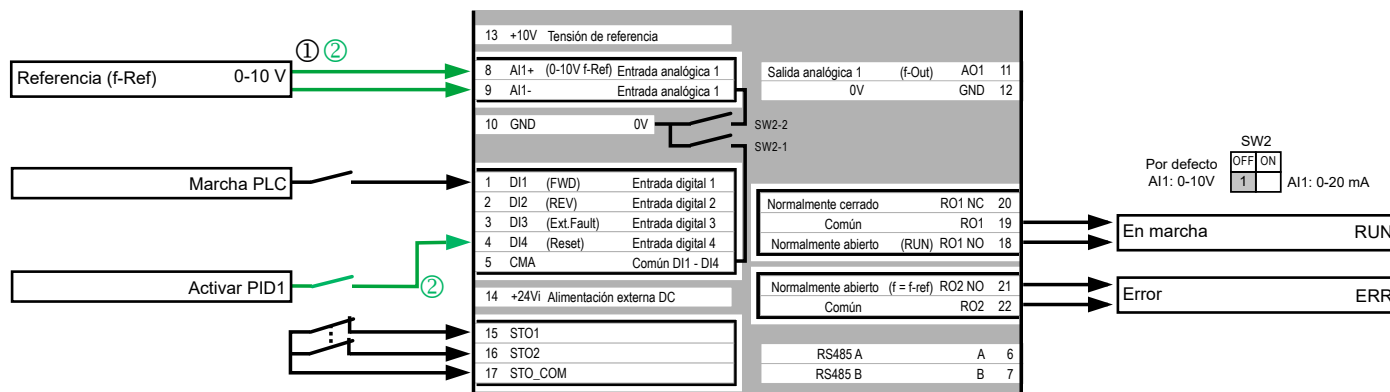 ① ②
Referencia (f-Ref) 0-10 V
Marcha PLC
Activar PID1
②
13 +10V Tensión de referencia
8 AI1+ (0-10V f-Ref) Entrada analógica 1
9 AI1- Entrada analógica 1
10 GND 0V
SW2-2
SW2-1
1 DI1 (FWD) Entrada digital 1
2 DI2 (REV) Entrada digital 2
3 DI3 (Ext.Fault) Entrada digital 3
4 DI4 (Reset) Entrada digital 4
5 CMA Común DI1 - DI4
14 +24Vi Alimentación externa DC
15 STO1
16 STO2
17 STO_COM
Salida analógica 1 (f-Out) AO1 11
0V GND 12
Normalmente cerrado RO1 NC 20
Común RO1 19
Normalmente abierto (RUN) RO1 NO 18
Normalmente abierto (f = f-ref) RO2 NO 21
Común RO2 22
RS485 A A 6
RS485 B B 7
SW2
Por defecto OFF ON
AI1: 0-10V 1 AI1: 0-20 mA
En marcha RUN
Error ERR